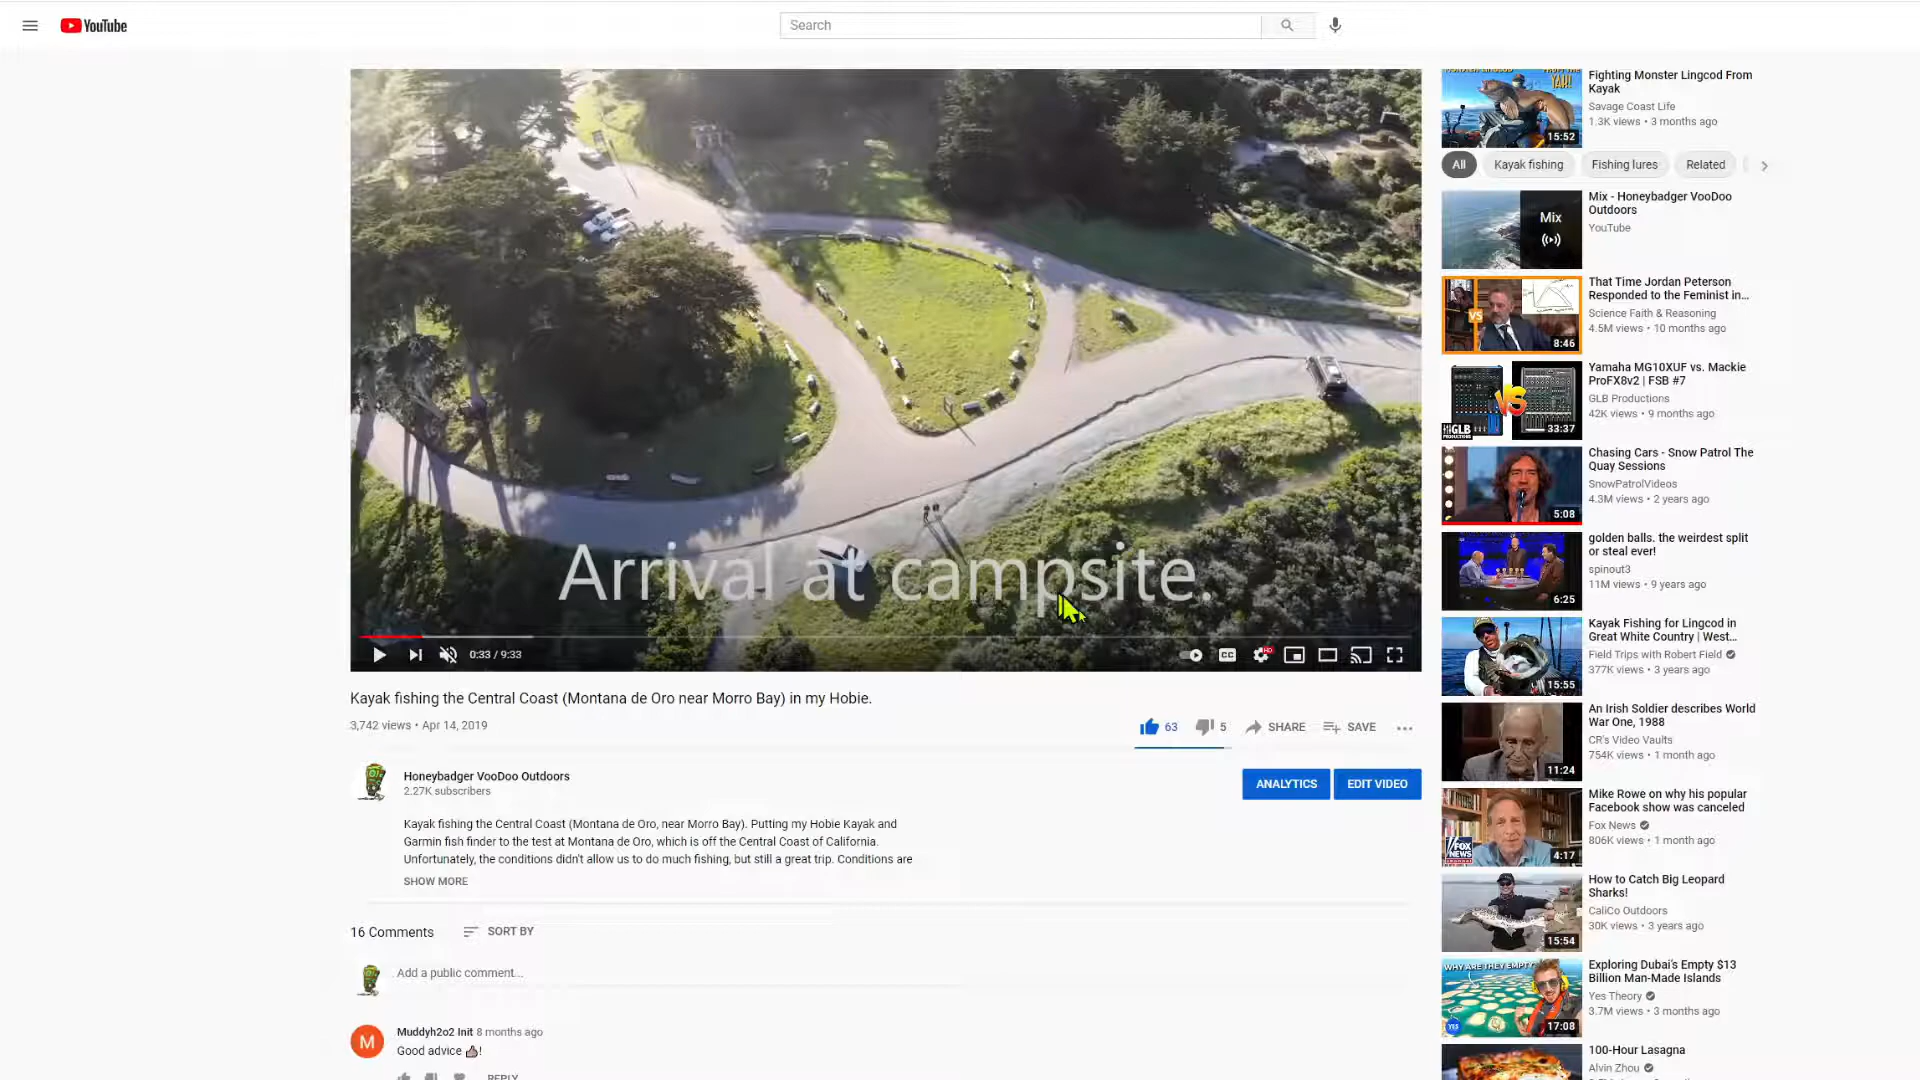 YouTube
Search
Arrival at campsite.
0:33 / 9:33
CC
HD
Kayak fishing the Central Coast (Montana de Oro near Morro Bay) in my Hobie.
3,742 views • Apr 14, 2019
63
5
SHARE
SAVE
Honeybadger VooDoo Outdoors
2.27K subscribers
ANALYTICS
EDIT VIDEO
Kayak fishing the Central Coast (Montana de Oro, near Morro Bay). Putting my Hobie Kayak and
Garmin fish finder to the test at Montana de Oro, which is off the Central Coast of California.
Unfortunately, the conditions didn't allow us to do much fishing, but still a great trip. Conditions are
SHOW MORE
16 Comments
SORT BY
Add a public comment...
M
Muddyh2o2 Init 8 months ago
Good advice 👍🏽!
REPLY
YAK!
15:52
Fighting Monster Lingcod From
Kayak
Savage Coast Life
1.3K views • 3 months ago
All
Kayak fishing
Fishing lures
Related
Mix
Mix - Honeybadger VooDoo
Outdoors
YouTube
VS
8:46
That Time Jordan Peterson
Responded to the Feminist in...
Science Faith & Reasoning
4.5M views • 10 months ago
VS
GLB
PRODUCTIONS
33:37
Yamaha MG10XUF vs. Mackie
ProFX8v2 | FSB #7
GLB Productions
42K views • 9 months ago
5:08
Chasing Cars - Snow Patrol The
Quay Sessions
SnowPatrolVideos
4.3M views • 2 years ago
6:25
golden balls. the weirdest split
or steal ever!
spinout3
11M views • 9 years ago
15:55
Kayak Fishing for Lingcod in
Great White Country | West...
Field Trips with Robert Field
377K views • 3 years ago
11:24
An Irish Soldier describes World
War One, 1988
CR's Video Vaults
754K views • 1 month ago
FOX
NEWS
4:17
Mike Rowe on why his popular
Facebook show was canceled
Fox News
806K views • 1 month ago
15:54
How to Catch Big Leopard
Sharks!
CaliCo Outdoors
30K views • 3 years ago
WHY ARE THEY EMPTY
YES
17:08
Exploring Dubai's Empty $13
Billion Man-Made Islands
Yes Theory
3.7M views • 3 months ago
100-Hour Lasagna
Alvin Zhou